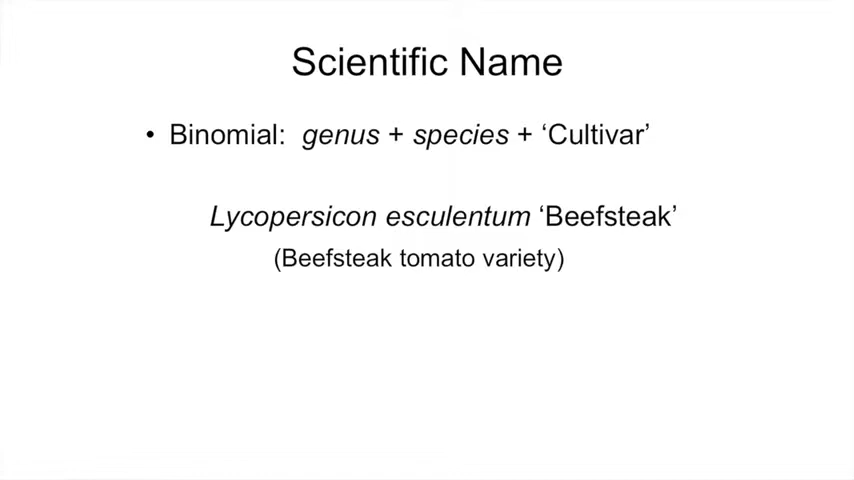 Scientific Name
• Binomial: genus + species + ‘Cultivar’
Lycopersicon esculentum ‘Beefsteak’
(Beefsteak tomato variety)